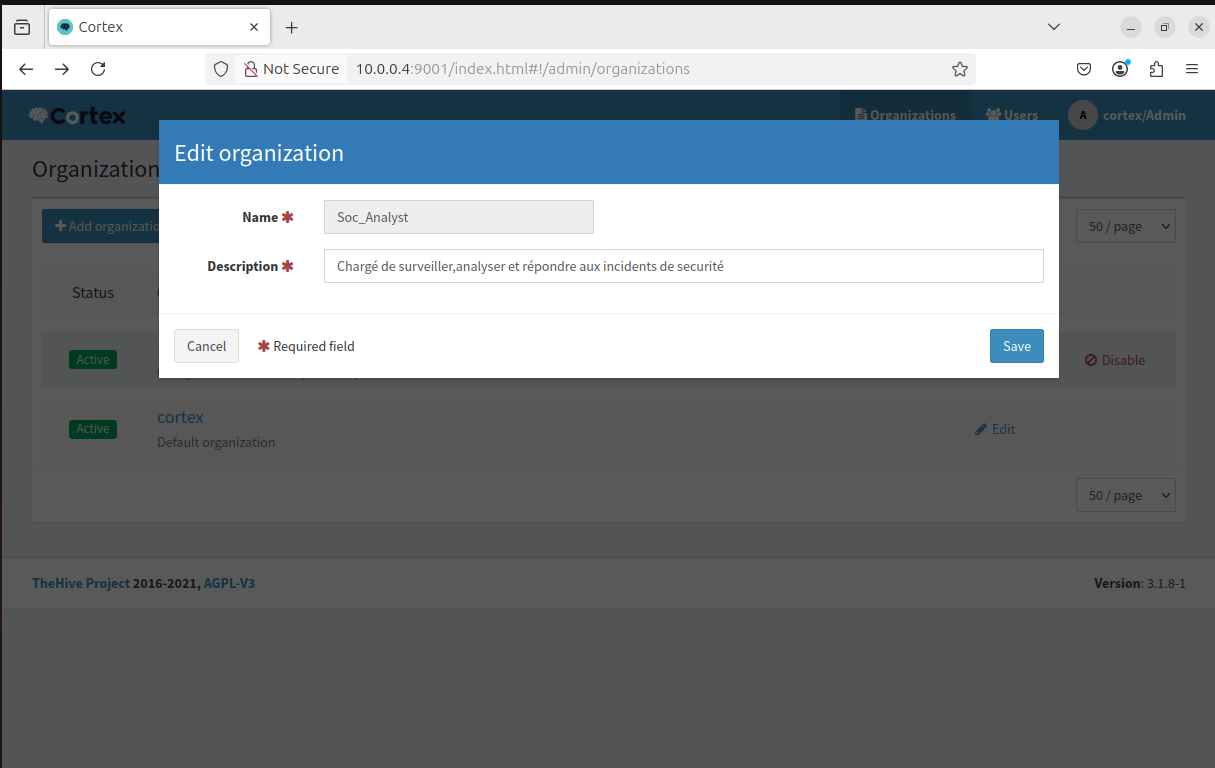 Cortex
Not Secure 10.0.0.4:9001/index.html#!/admin/organizations
Cortex Organizations Users A cortex/Admin
Edit organization
Organization
Name ✱ Soc_Analyst
Add organizatio 50 / page
Description ✱ Chargé de surveiller,analyser et répondre aux incidents de securité
Status
Cancel ✱ Required field Save
Active Disable
Active cortex Edit
Default organization
50 / page
TheHive Project 2016-2021, AGPL-V3 Version: 3.1.8-1